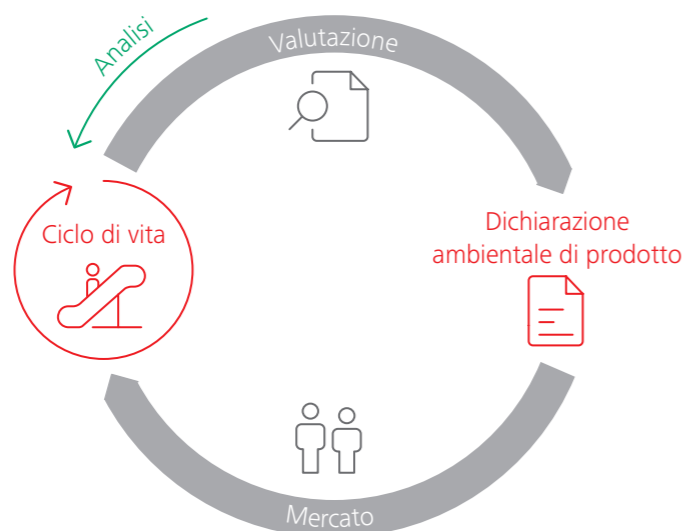 Analisi
Valutazione
Ciclo di vita
Dichiarazione
ambientale di prodotto
Mercato